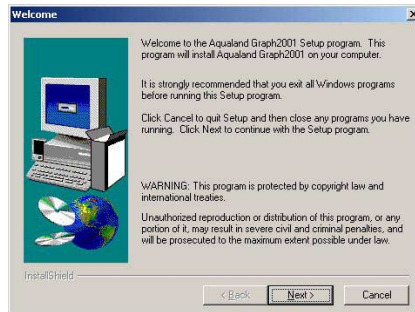 Welcome
Welcome to the Aqualand Graph2001 Setup program. This
program will install Aqualand Graph2001 on your computer.
It is strongly recommended that you exit all Windows programs
before running this Setup program.
Click Cancel to quit Setup and then close any programs you have
running. Click Next to continue with the Setup program.
WARNING: This program is protected by copyright law and
international treaties.
Unauthorized reproduction or distribution of this program, or any
portion of it, may result in severe civil and criminal penalties, and
will be prosecuted to the maximum extent possible under law.
InstallShield
< Back Next > Cancel